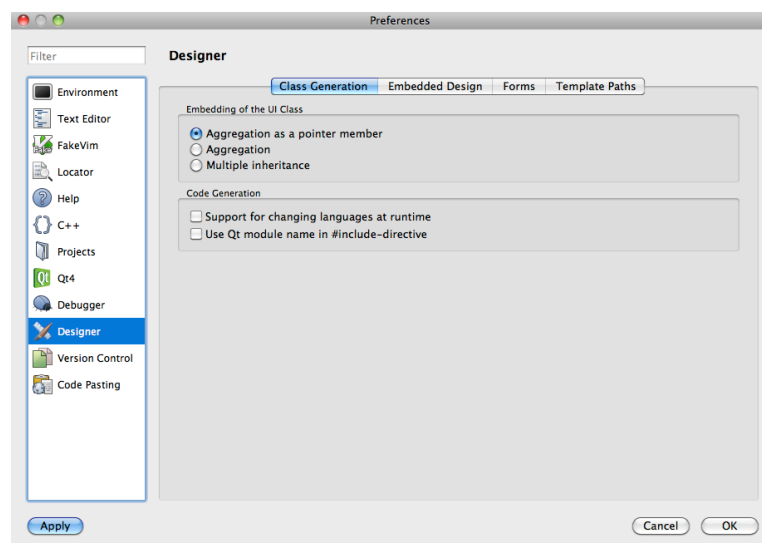 Preferences
Filter
Designer
Environment
Text Editor
FakeVim
Locator
Help
C++
Projects
Qt4
Debugger
Designer
Version Control
Code Pasting
Class Generation Embedded Design Forms Template Paths
Embedding of the UI Class
Aggregation as a pointer member
Aggregation
Multiple inheritance
Code Generation
Support for changing languages at runtime
Use Qt module name in #include-directive
Apply Cancel OK